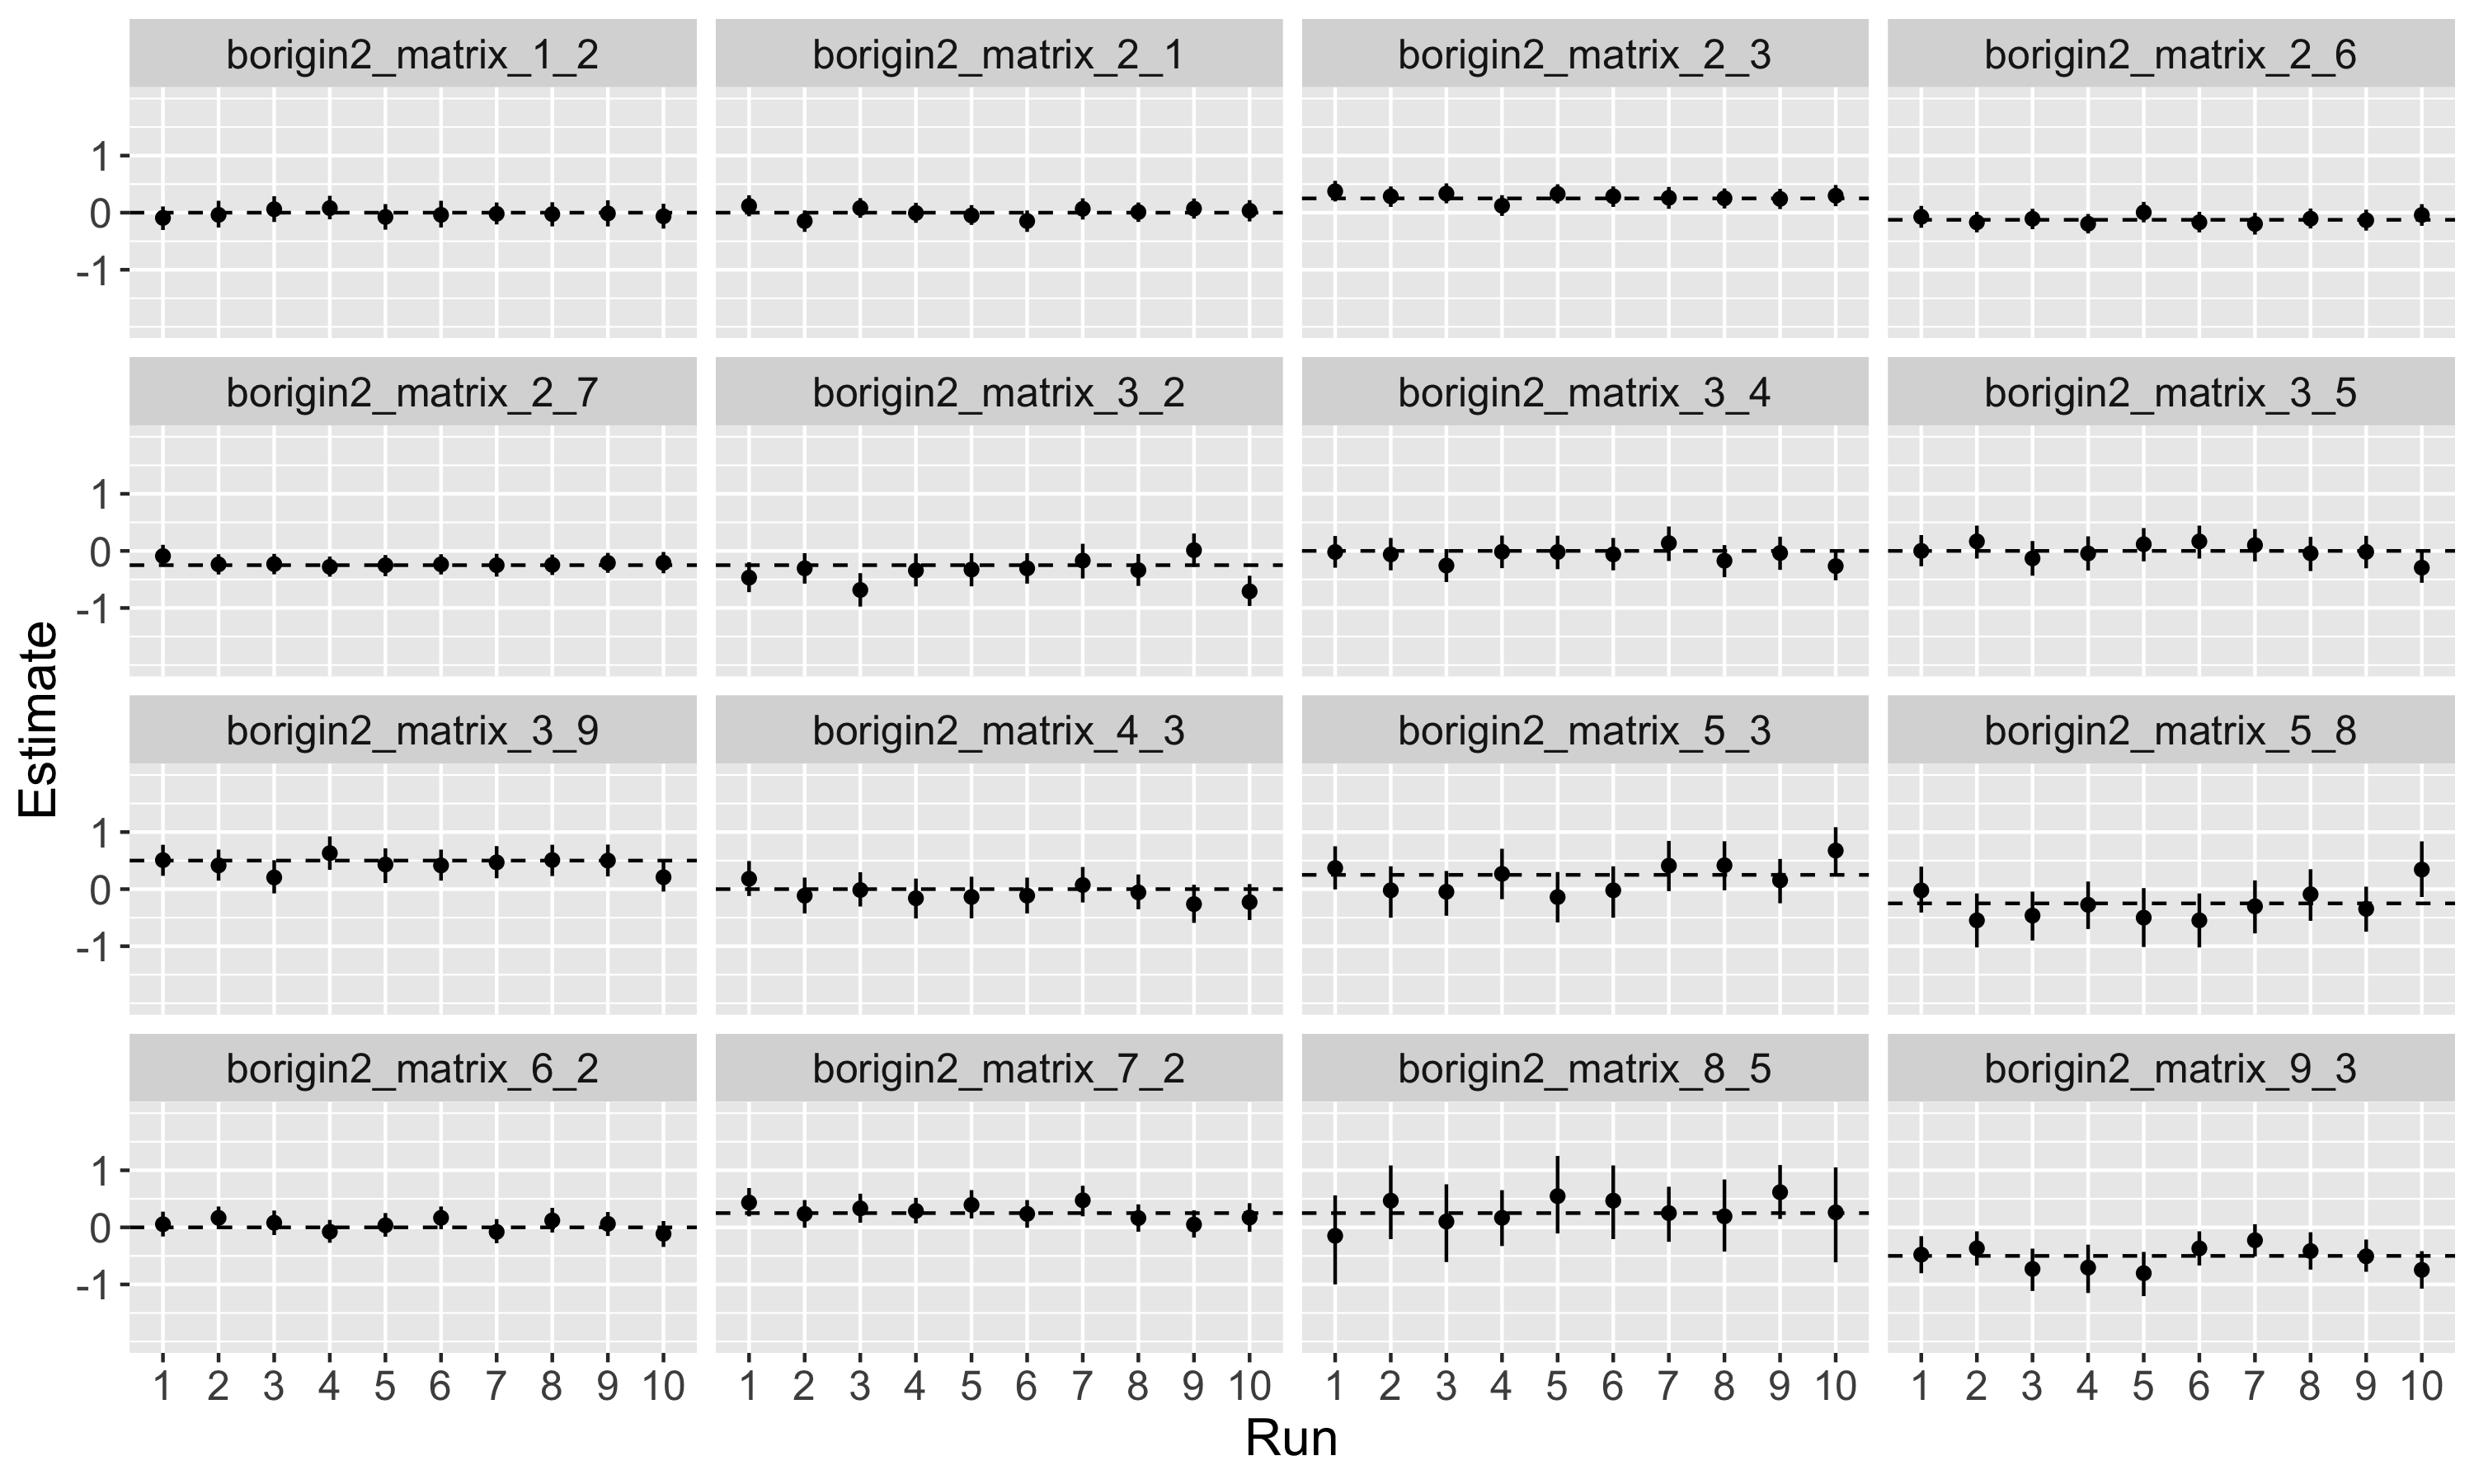 borigin2_matrix_1_2 borigin2_matrix_2_1 borigin2_matrix_2_3 borigin2_matrix_2_6
1
0
-1
borigin2_matrix_2_7 borigin2_matrix_3_2 borigin2_matrix_3_4 borigin2_matrix_3_5
1
0
-1
Estimate
borigin2_matrix_3_9 borigin2_matrix_4_3 borigin2_matrix_5_3 borigin2_matrix_5_8
1
0
-1
borigin2_matrix_6_2 borigin2_matrix_7_2 borigin2_matrix_8_5 borigin2_matrix_9_3
1
0
-1
1 2 3 4 5 6 7 8 9 10 1 2 3 4 5 6 7 8 9 10 1 2 3 4 5 6 7 8 9 10 1 2 3 4 5 6 7 8 9 10
Run